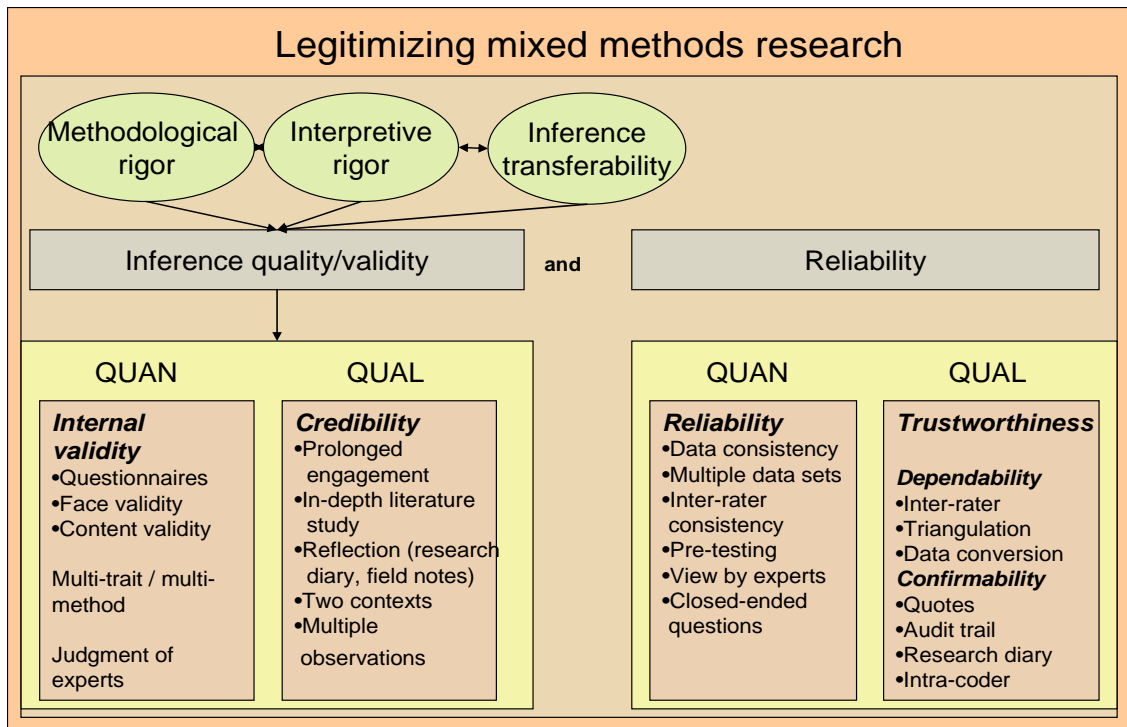 Legitimizing mixed methods research
Methodological
rigor
Interpretive
rigor
Inference
transferability
Inference quality/validity
and
Reliability
QUAN
QUAL
Internal
validity
•Questionnaires
•Face validity
•Content validity
Multi-trait / multi-
method
Judgment of
experts
Credibility
•Prolonged
engagement
•In-depth literature
study
•Reflection (research
diary, field notes)
•Two contexts
•Multiple
observations
QUAN
QUAL
Reliability
•Data consistency
•Multiple data sets
•Inter-rater
consistency
•Pre-testing
•View by experts
•Closed-ended
questions
Trustworthiness
Dependability
•Inter-rater
•Triangulation
•Data conversion
Confirmability
•Quotes
•Audit trail
•Research diary
•Intra-coder